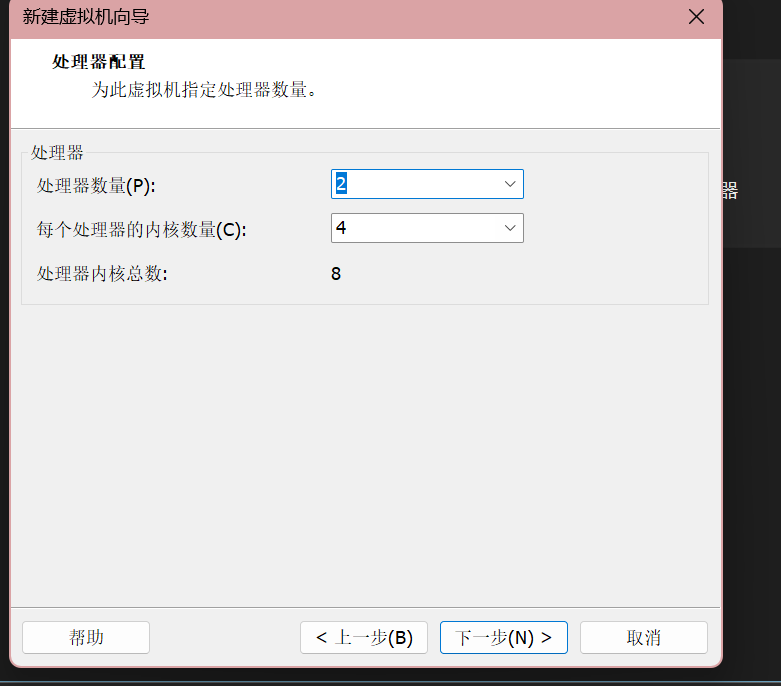 新建虚拟机向导
处理器配置
为此虚拟机指定处理器数量。
处理器
处理器数量(P): 2
每个处理器的内核数量(C): 4
处理器内核总数: 8
器
帮助 < 上一步(B) 下一步(N) > 取消